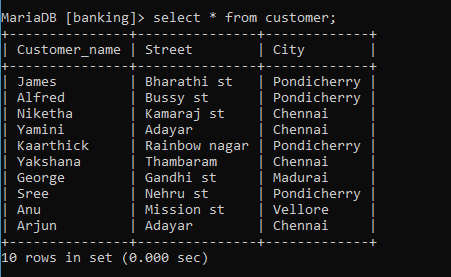 MariaDB [banking]> select * from customer;
+---------------+---------------+-------------+
| Customer_name | Street        | City        |
+---------------+---------------+-------------+
| James         | Bharathi st   | Pondicherry |
| Alfred        | Bussy st      | Pondicherry |
| Niketha       | Kamaraj st    | Chennai     |
| Yamini        | Adayar        | Chennai     |
| Kaarthick     | Rainbow nagar | Pondicherry |
| Yakshana      | Thambaram     | Chennai     |
| George        | Gandhi st     | Madurai     |
| Sree          | Nehru st      | Pondicherry |
| Anu           | Mission st    | Vellore     |
| Arjun         | Adayar        | Chennai     |
+---------------+---------------+-------------+
10 rows in set (0.000 sec)